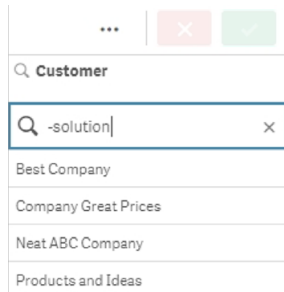 Customer
-solution
Best Company
Company Great Prices
Neat ABC Company
Products and Ideas